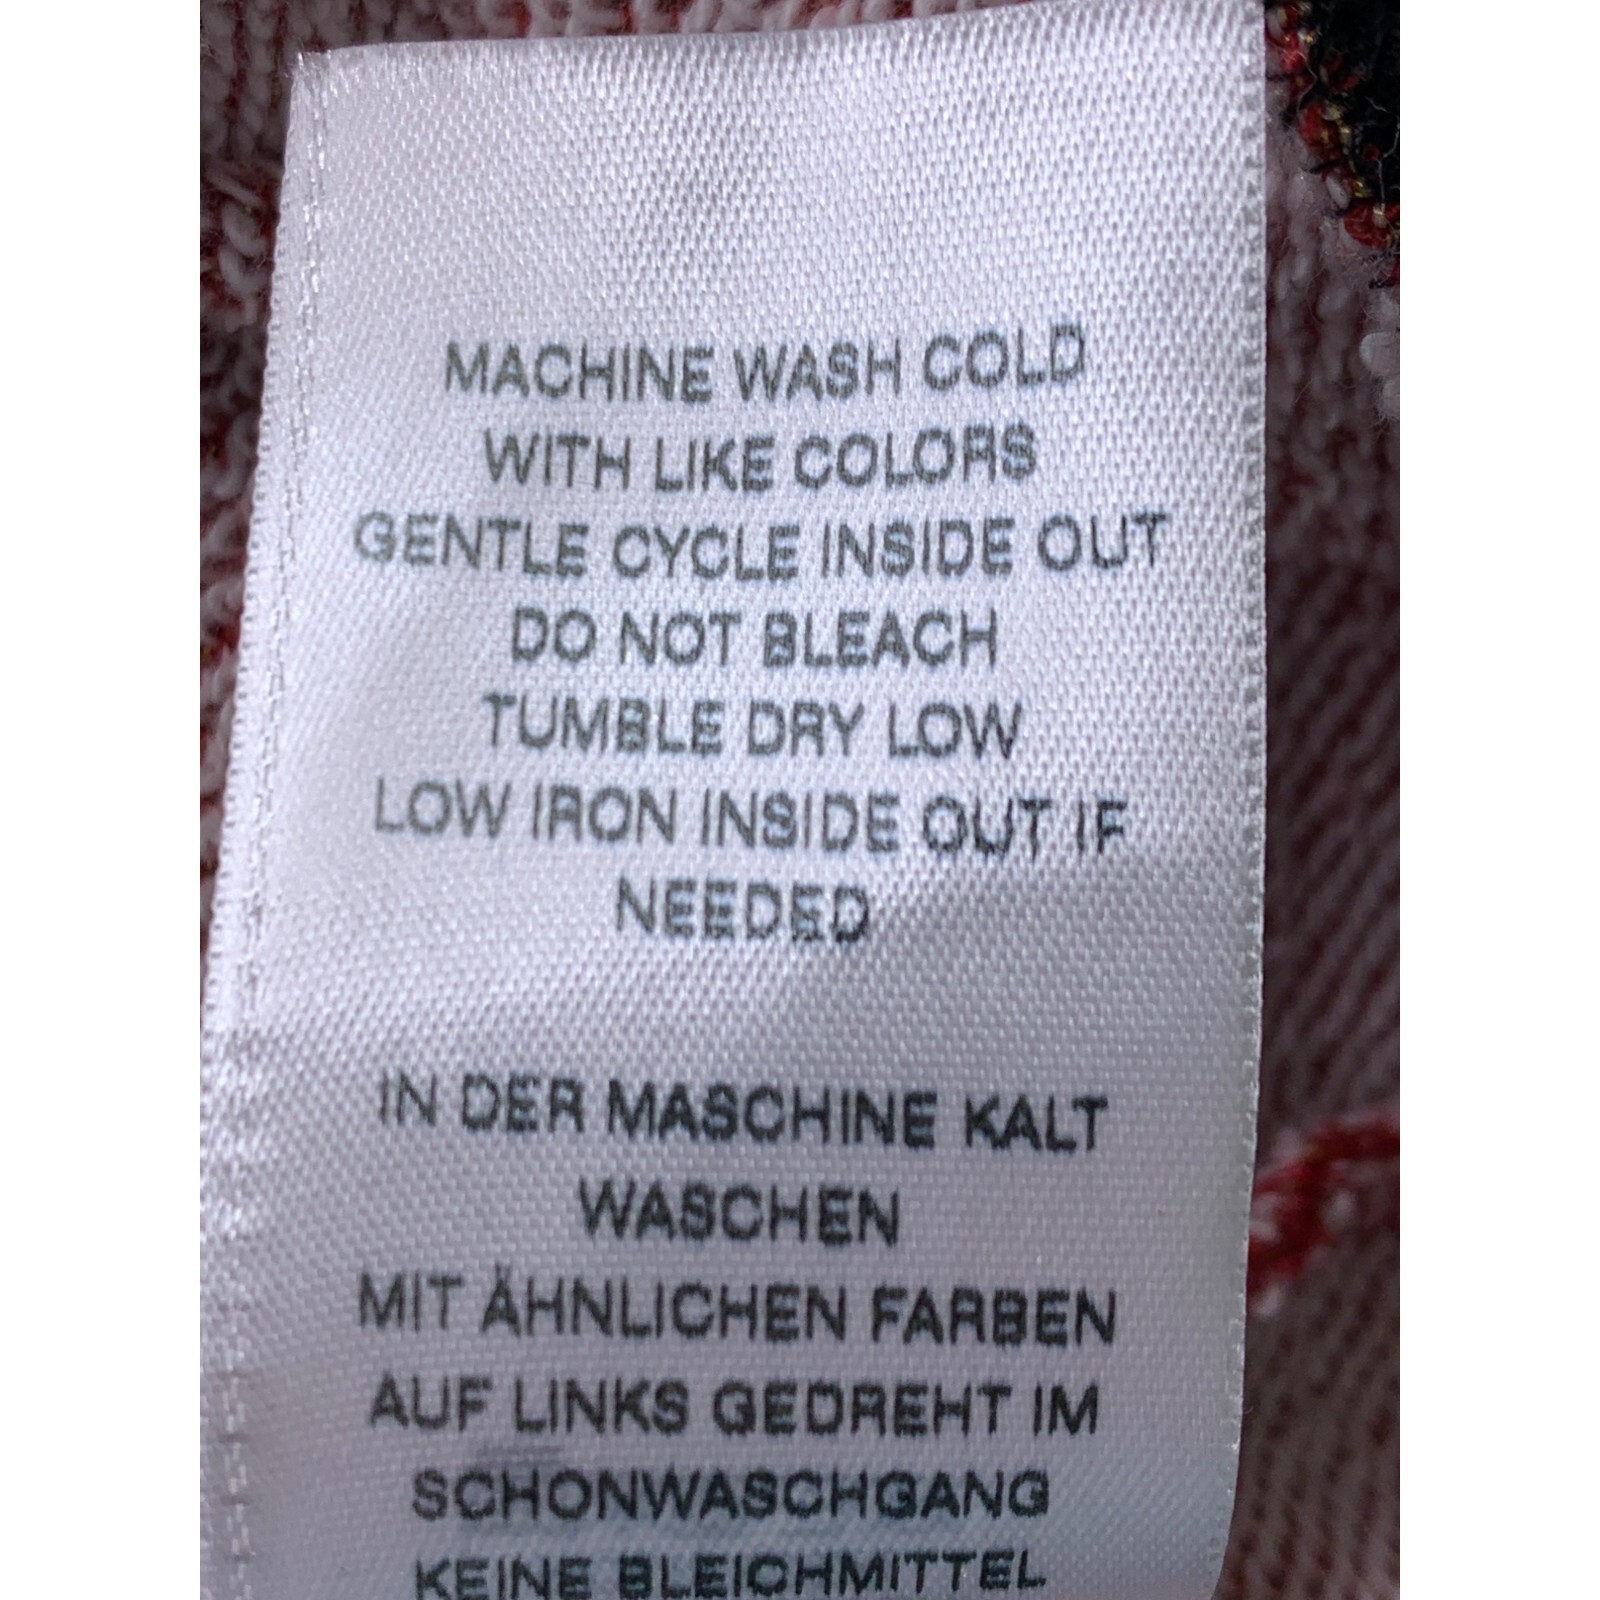 MACHINE WASH COLD
WITH LIKE COLORS
GENTLE CYCLE INSIDE OUT
DO NOT BLEACH
TUMBLE DRY LOW
LOW IRON INSIDE OUT IF
NEEDED
IN DER MASCHINE KALT
WASCHEN
MIT ÄHNLICHEN FARBEN
AUF LINKS GEDREHT IM
SCHONWASCHGANG
KEINE BLEICHMITTEL